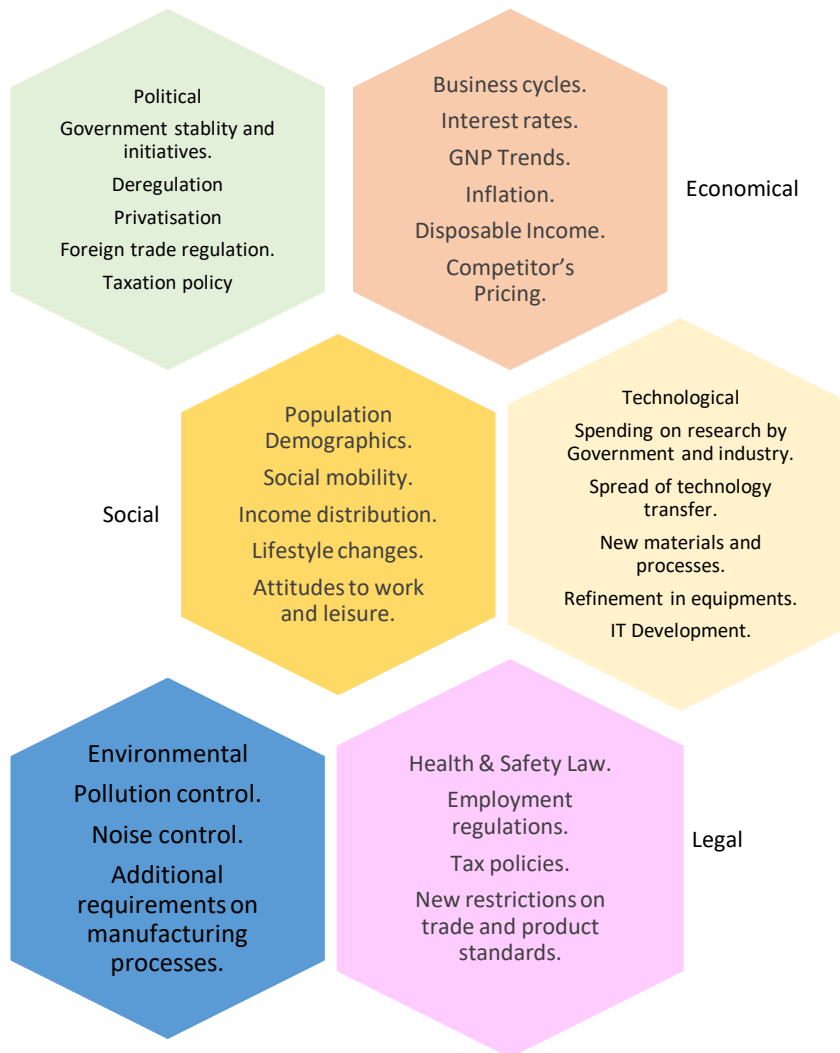 Political
Government stablity and
initiatives.
Deregulation
Privatisation
Foreign trade regulation.
Taxation policy
Business cycles.
Interest rates.
GNP Trends.
Inflation.
Disposable Income.
Competitor’s
Pricing.
Economical
Social
Population
Demographics.
Social mobility.
Income distribution.
Lifestyle changes.
Attitudes to work
and leisure.
Technological
Spending on research by
Government and industry.
Spread of technology
transfer.
New materials and
processes.
Refinement in equipments.
IT Development.
Environmental
Pollution control.
Noise control.
Additional
requirements on
manufacturing
processes.
Health & Safety Law.
Employment
regulations.
Tax policies.
New restrictions on
trade and product
standards.
Legal